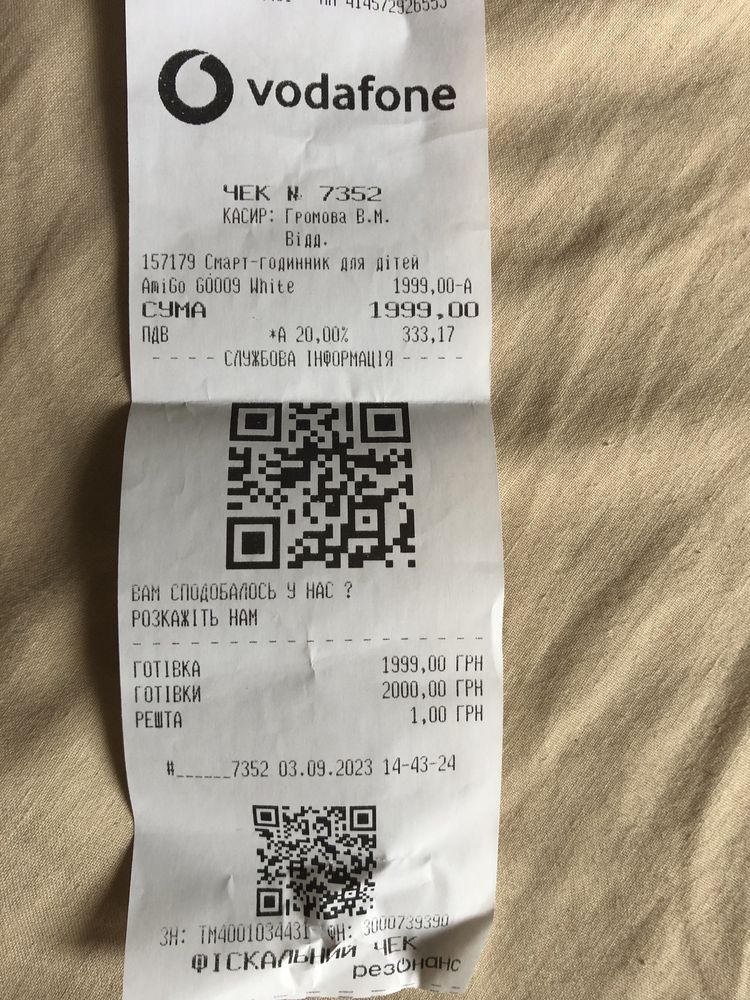 ПН 414572926553
vodafone
ЧЕК № 7352
КАСИР: Громова В.М.
Відд.
157179 Смарт-годинник для дітей
AmiGo GO009 White 1999,00-А
СУМА 1999,00
ПДВ *А 20,00% 333,17
---- СЛУЖБОВА ІНФОРМАЦІЯ ----
ВАМ СПОДОБАЛОСЬ У НАС ?
РОЗКАЖІТЬ НАМ
ГОТІВКА 1999,00 ГРН
ГОТІВКИ 2000,00 ГРН
РЕШТА 1,00 ГРН
#______7352 03.09.2023 14-43-24
ЗН: ТМ4001034431 ФН: 3000739390
ФІСКАЛЬНИЙ ЧЕК
резонанс